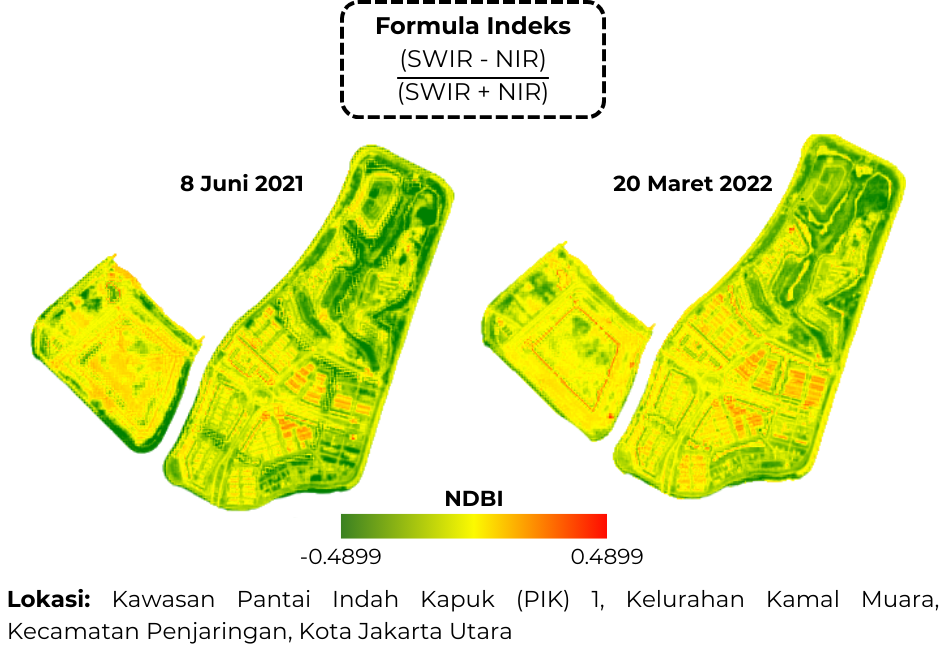 Formula Indeks
(SWIR - NIR)
(SWIR + NIR)
8 Juni 2021
20 Maret 2022
NDBI
-0.4899
0.4899
Lokasi: Kawasan Pantai Indah Kapuk (PIK) 1, Kelurahan Kamal Muara,
Kecamatan Penjaringan, Kota Jakarta Utara